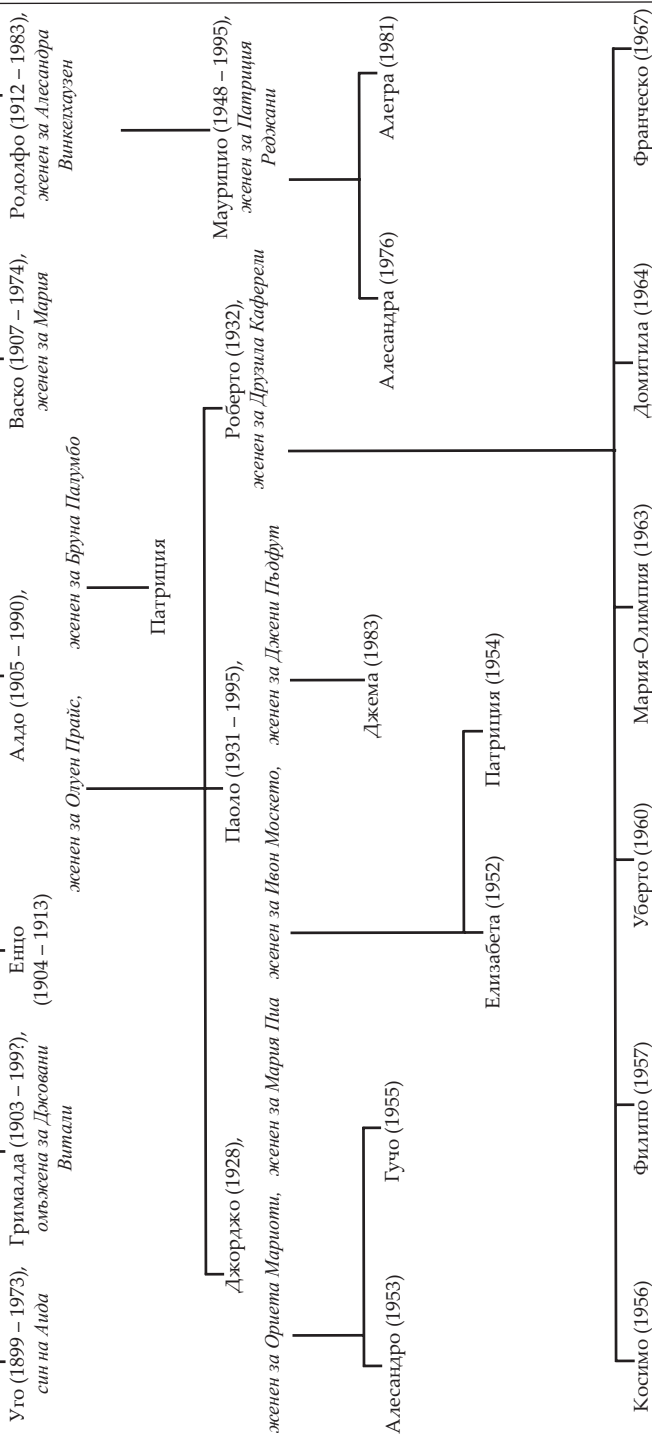 Уго (1899 – 1973),
син на Аида
Грималда (1903 – 199?),
омъжена за Джовани
Витали
Енцо
(1904 – 1913)
Алдо (1905 – 1990),
женен за Олуен Прайс,
женен за Бруна Палумбо
Васко (1907 – 1974),
женен за Мария
Родолфо (1912 – 1983),
женен за Алесандра
Винкелхаузен
Патриция
Джорджо (1928),
женен за Ориета Мариоти,
женен за Мария Пиа
Паоло (1931 – 1995),
женен за Ивон Москето,
женен за Джени Пъдфут
Роберто (1932),
женен за Друзила Каферели
Маурицио (1948 – 1995),
женен за Патриция
Реджани
Алесандро (1953)
Гучо (1955)
Елизабета (1952)
Патриция (1954)
Джема (1983)
Алесандра (1976)
Алегра (1981)
Косимо (1956)
Филипо (1957)
Уберто (1960)
Мария-Олимпия (1963)
Домитила (1964)
Франческо (1967)